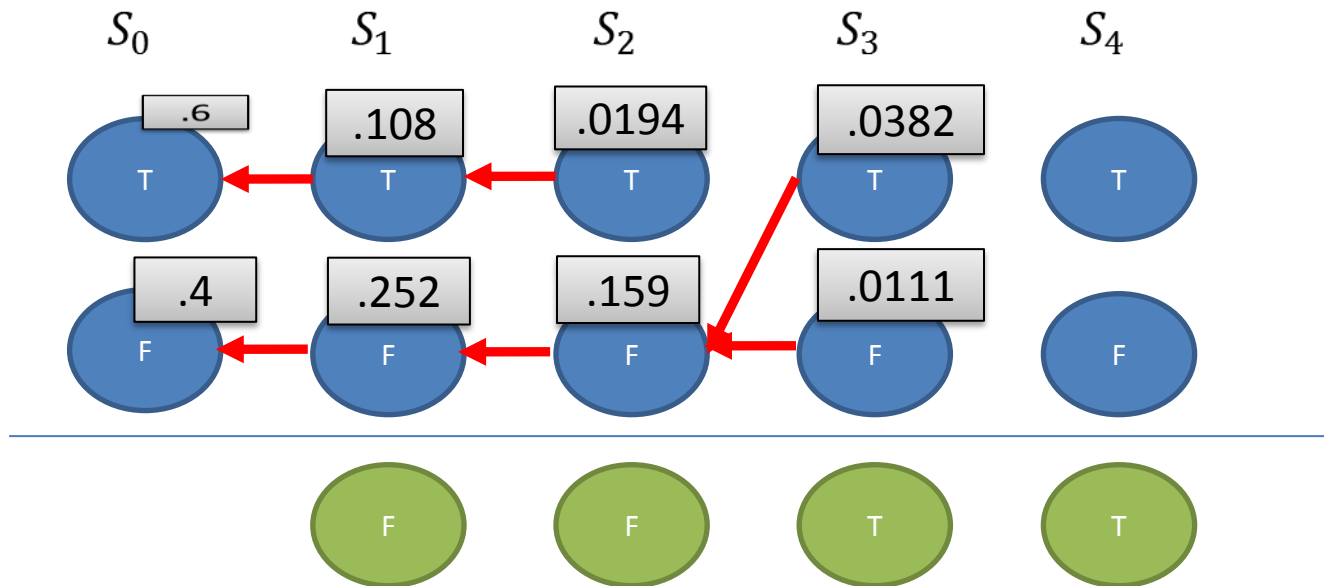 S₀ S₁ S₂ S₃ S₄
.6 .108 .0194 .0382
T T T T T
.4 .252 .159 .0111
F F F F F
F F T T